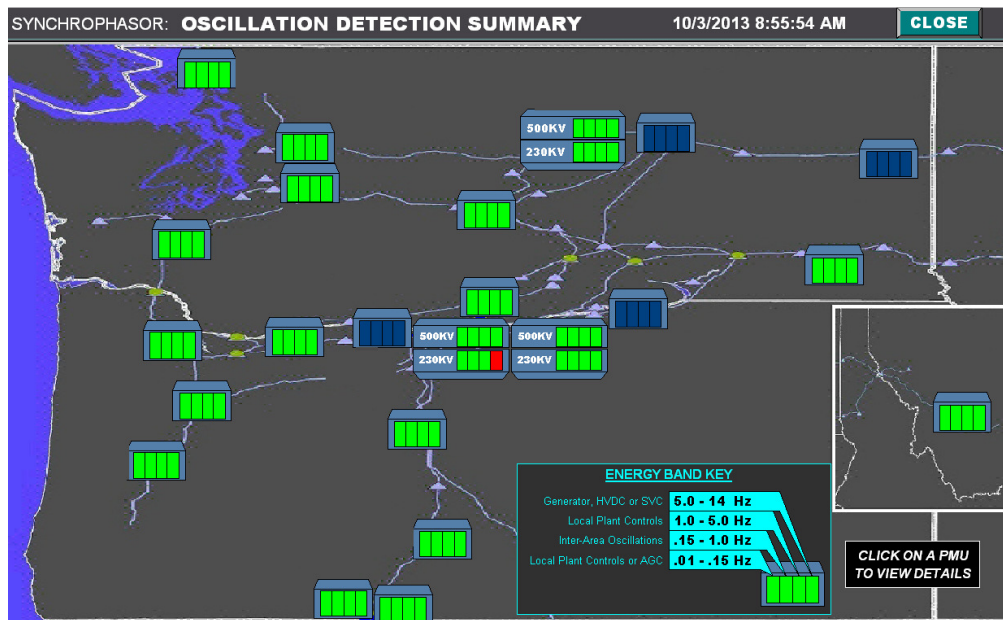 SYNCHROPHASOR: OSCILLATION DETECTION SUMMARY 10/3/2013 8:55:54 AM CLOSE
500KV
230KV
500KV 500KV
230KV 230KV
ENERGY BAND KEY
Generator, HVDC or SVC 5.0 - 14 Hz
Local Plant Controls 1.0 - 5.0 Hz
Inter-Area Oscillations .15 - 1.0 Hz
Local Plant Controls or AGC .01 - .15 Hz
CLICK ON A PMU
TO VIEW DETAILS